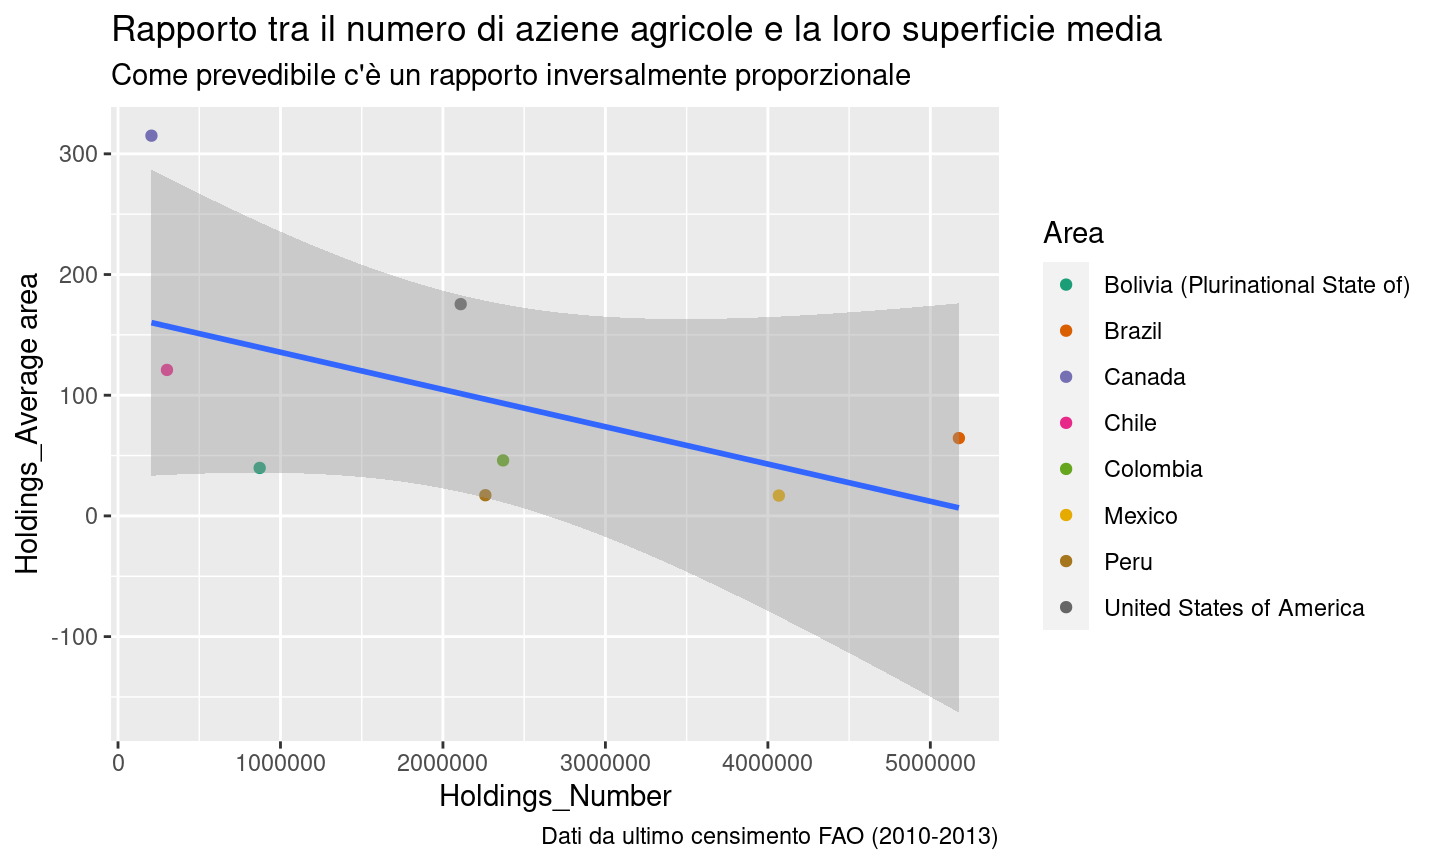 Rapporto tra il numero di aziene agricole e la loro superficie media
Come prevedibile c'è un rapporto inversalmente proporzionale
300
200
100
0
-100
Holdings_Average area
0 1000000 2000000 3000000 4000000 5000000
Holdings_Number
Dati da ultimo censimento FAO (2010-2013)
Area
Bolivia (Plurinational State of)
Brazil
Canada
Chile
Colombia
Mexico
Peru
United States of America